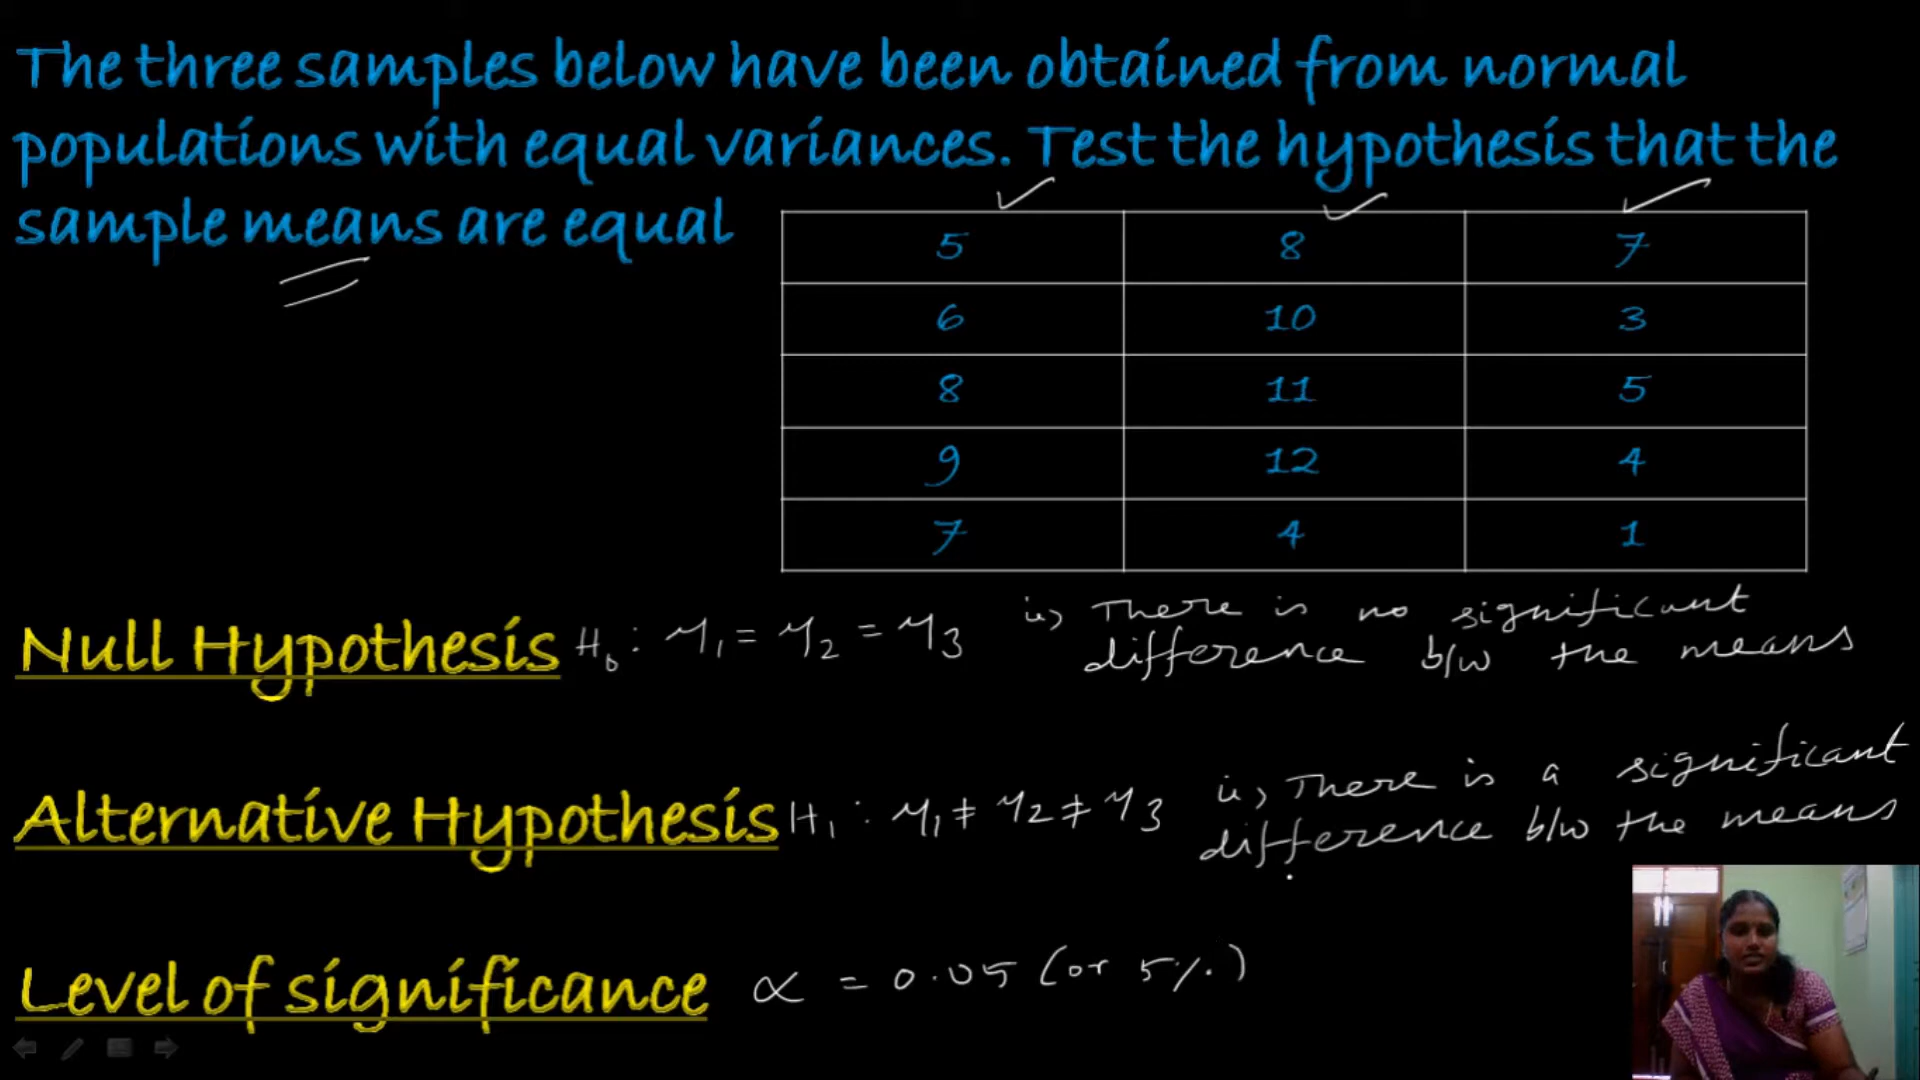 The three samples below have been obtained from normal
populations with equal variances. Test the hypothesis that the
sample means are equal
5 8 7
6 10 3
8 11 5
9 12 4
7 4 1
Null Hypothesis H₀ : μ₁ = μ₂ = μ₃ ie) There is no significant
difference b/w the means
Alternative Hypothesis H₁ : μ₁ ≠ μ₂ ≠ μ₃ ie) There is a significant
difference b/w the means
Level of significance α = 0.05 (or 5%)